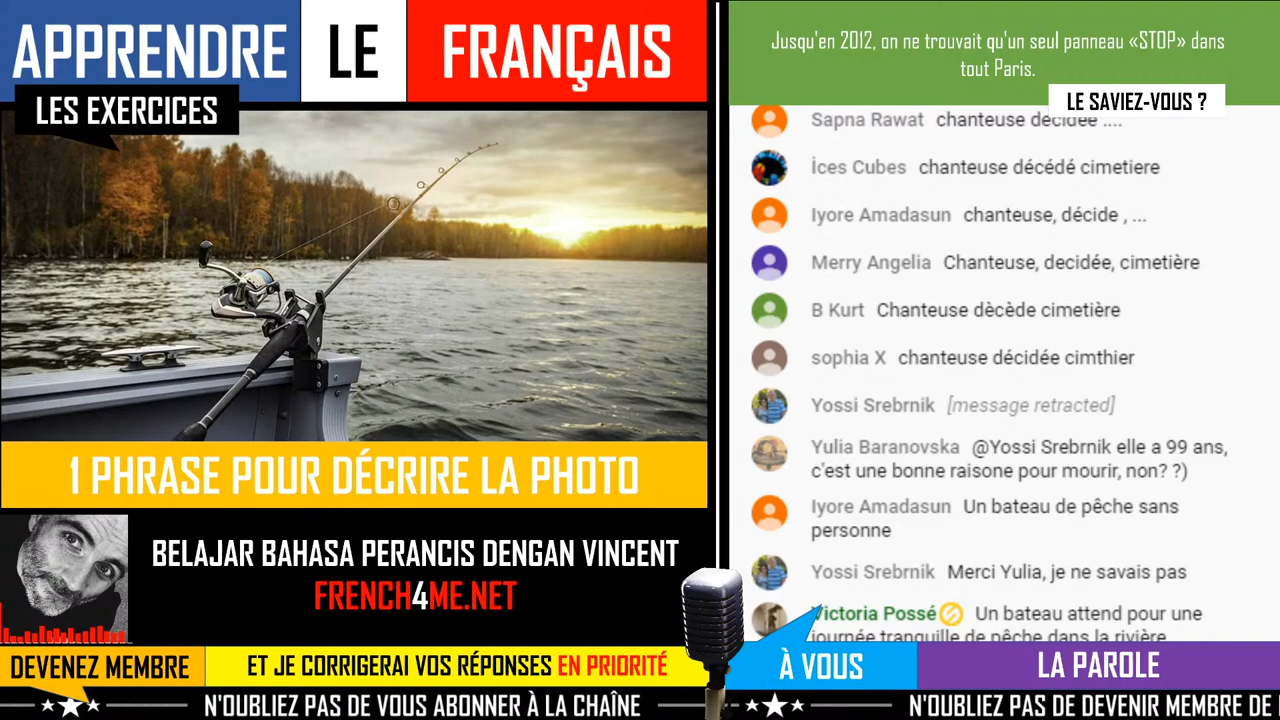 APPRENDRE LE FRANÇAIS
LES EXERCICES
1 PHRASE POUR DÉCRIRE LA PHOTO
BELAJAR BAHASA PERANCIS DENGAN VINCENT
FRENCH4ME.NET
DEVENEZ MEMBRE
ET JE CORRIGERAI VOS RÉPONSES EN PRIORITÉ
Jusqu'en 2012, on ne trouvait qu'un seul panneau «STOP» dans
tout Paris.
LE SAVIEZ-VOUS ?
Sapna Rawat chanteuse décidée ....
İces Cubes chanteuse décédé cimetiere
Iyore Amadasun chanteuse, décide , ...
Merry Angelia Chanteuse, decidée, cimetière
B Kurt Chanteuse dècède cimetière
sophia X chanteuse décidée cimthier
Yossi Srebrnik [message retracted]
Yulia Baranovska @Yossi Srebrnik elle a 99 ans,
c'est une bonne raisone pour mourir, non? ?)
Iyore Amadasun Un bateau de pêche sans
personne
Yossi Srebrnik Merci Yulia, je ne savais pas
Victoria Possé Un bateau attend pour une
journée tranquille de pêche dans la rivière
À VOUS
LA PAROLE
N'OUBLIEZ PAS DE VOUS ABONNER À LA CHAÎNE
N'OUBLIEZ PAS DE DEVENIR MEMBRE DE